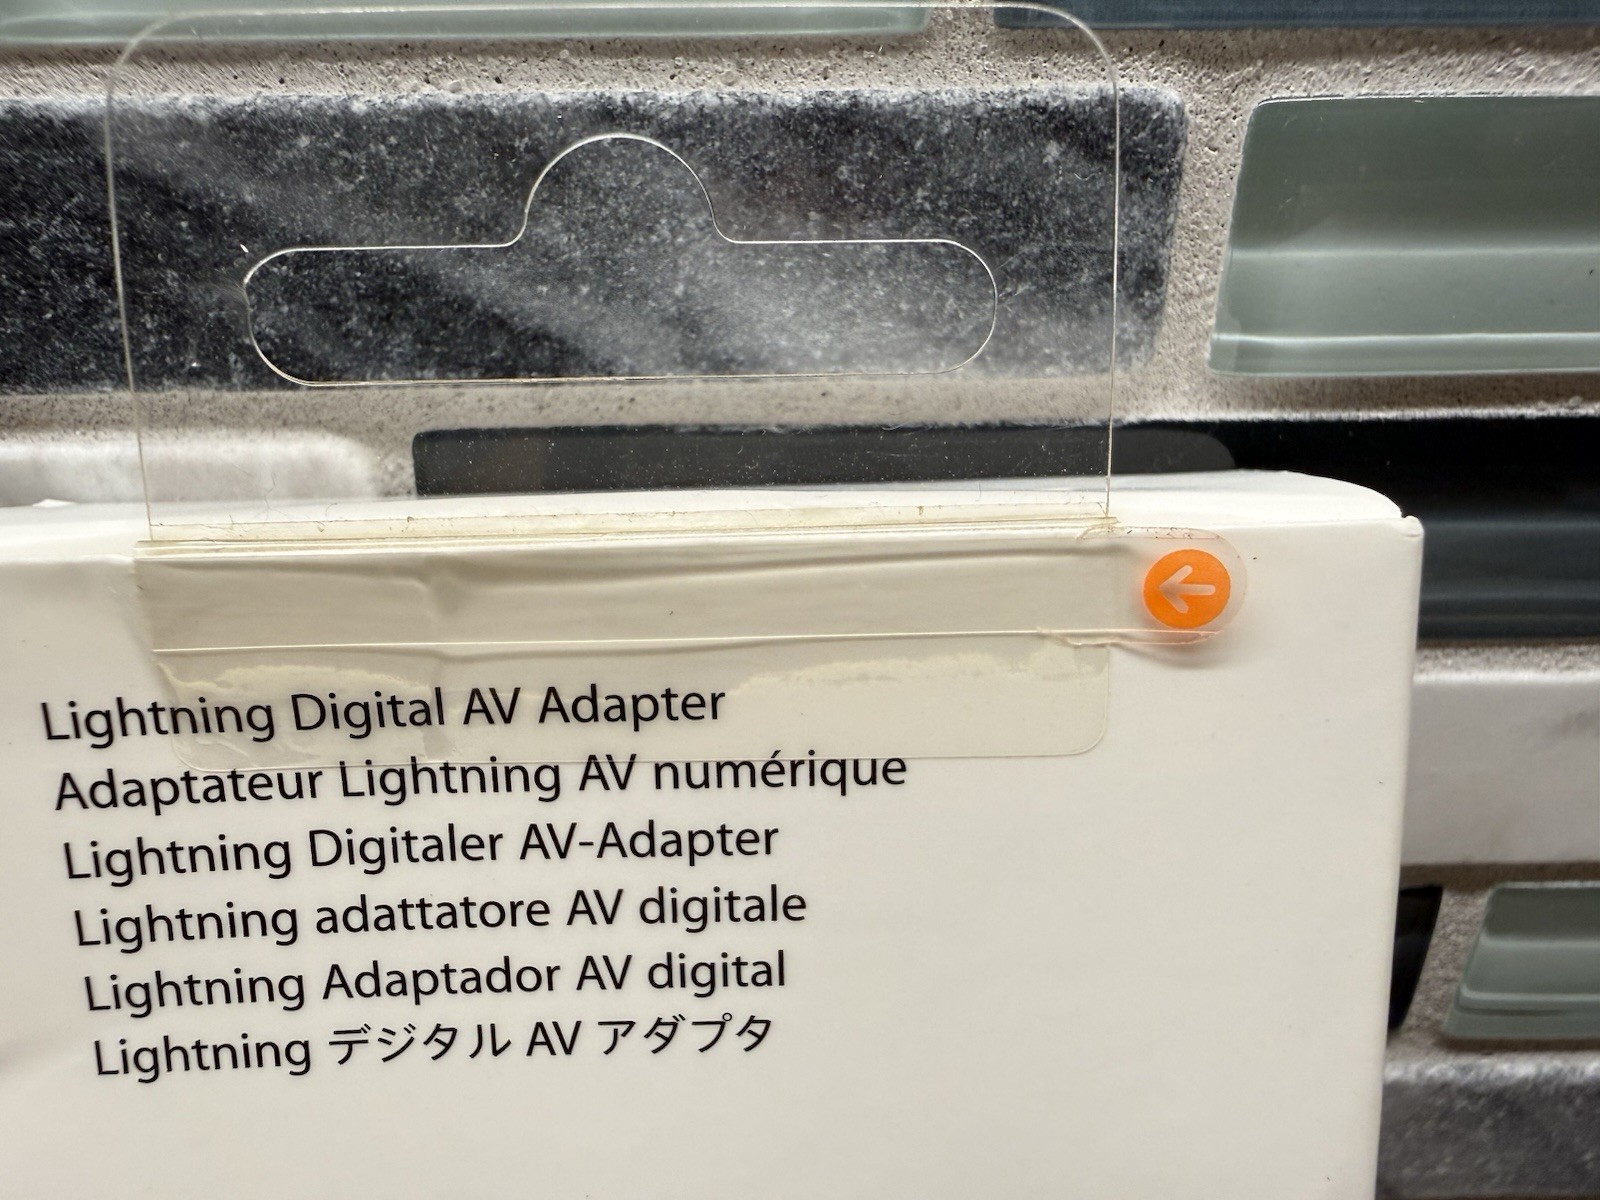 Lightning Digital AV Adapter
Adaptateur Lightning AV numérique
Lightning Digitaler AV-Adapter
Lightning adattatore AV digitale
Lightning Adaptador AV digital
Lightning デジタル AV アダプタ